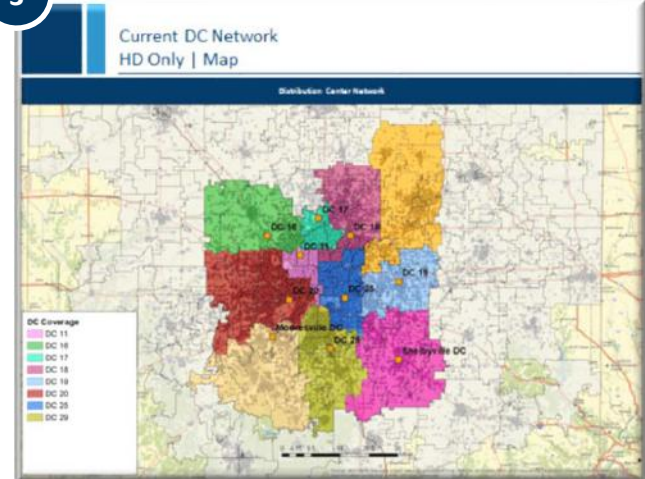 Current DC Network
HD Only | Map
Distribution Center Network
DC 17
DC 16
DC 18
DC 11
DC 19
DC 20
DC 25
Mooresville DC
DC 29
Shelbyville DC
DC Coverage
DC 11
DC 16
DC 17
DC 18
DC 19
DC 20
DC 25
DC 29